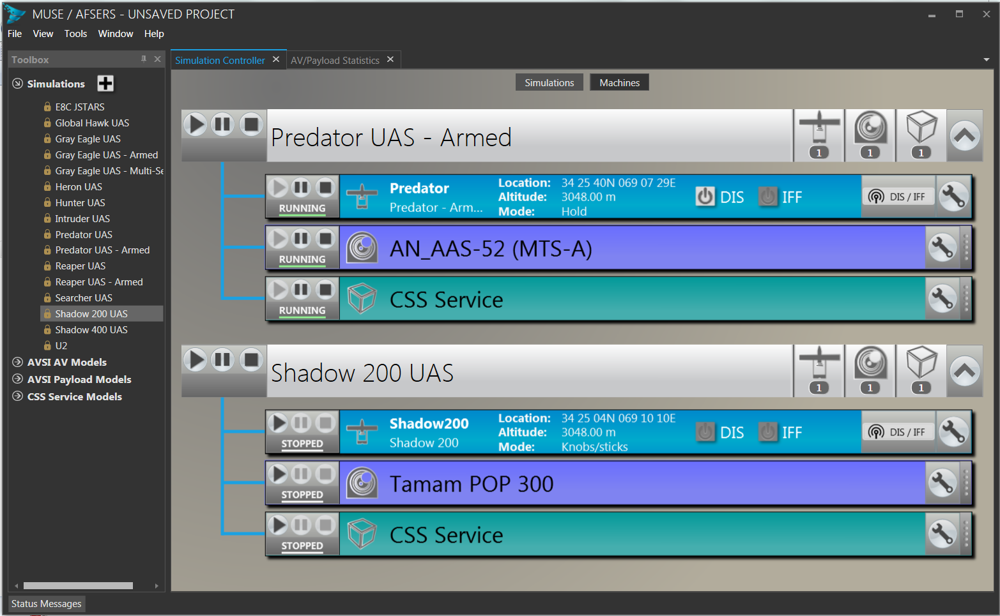 MUSE / AFSERS - UNSAVED PROJECT
File View Tools Window Help
Toolbox
Simulations
E8C JSTARS
Global Hawk UAS
Gray Eagle UAS
Gray Eagle UAS - Armed
Gray Eagle UAS - Multi-Se
Heron UAS
Hunter UAS
Intruder UAS
Predator UAS
Predator UAS - Armed
Reaper UAS
Reaper UAS - Armed
Searcher UAS
Shadow 200 UAS
Shadow 400 UAS
U2
AVSI AV Models
AVSI Payload Models
CSS Service Models
Simulation Controller AV/Payload Statistics
Simulations Machines
Predator UAS - Armed
1 1 1
RUNNING
Predator
Predator - Arm...
Location: 34 25 40N 069 07 29E
Altitude: 3048.00 m
Mode: Hold
DIS IFF
DIS / IFF
RUNNING
AN_AAS-52 (MTS-A)
RUNNING
CSS Service
Shadow 200 UAS
1 1 1
STOPPED
Shadow200
Shadow 200
Location: 34 25 04N 069 10 10E
Altitude: 3048.00 m
Mode: Knobs/sticks
DIS IFF
DIS / IFF
STOPPED
Tamam POP 300
STOPPED
CSS Service
Status Messages